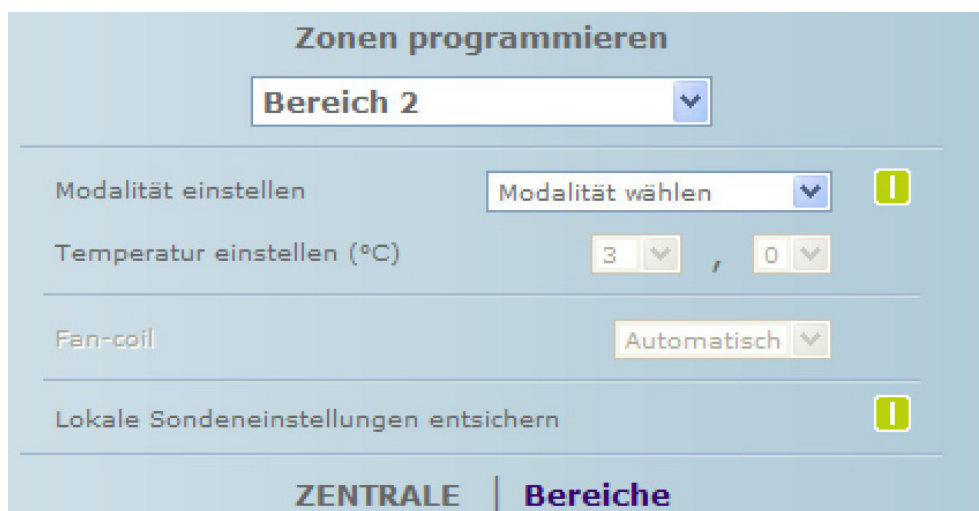 Zonen programmieren
Bereich 2
Modalität einstellen Modalität wählen
Temperatur einstellen (°C) 3 , 0
Fan-coil Automatisch
Lokale Sondeneinstellungen entsichern
ZENTRALE | Bereiche